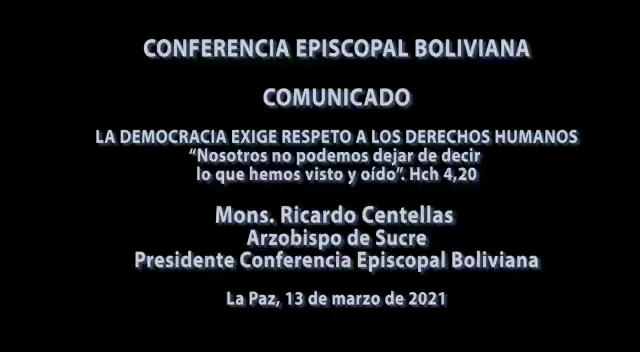 CONFERENCIA EPISCOPAL BOLIVIANA
COMUNICADO
LA DEMOCRACIA EXIGE RESPETO A LOS DERECHOS HUMANOS
“Nosotros no podemos dejar de decir
lo que hemos visto y oído”. Hch 4,20
Mons. Ricardo Centellas
Arzobispo de Sucre
Presidente Conferencia Episcopal Boliviana
La Paz, 13 de marzo de 2021